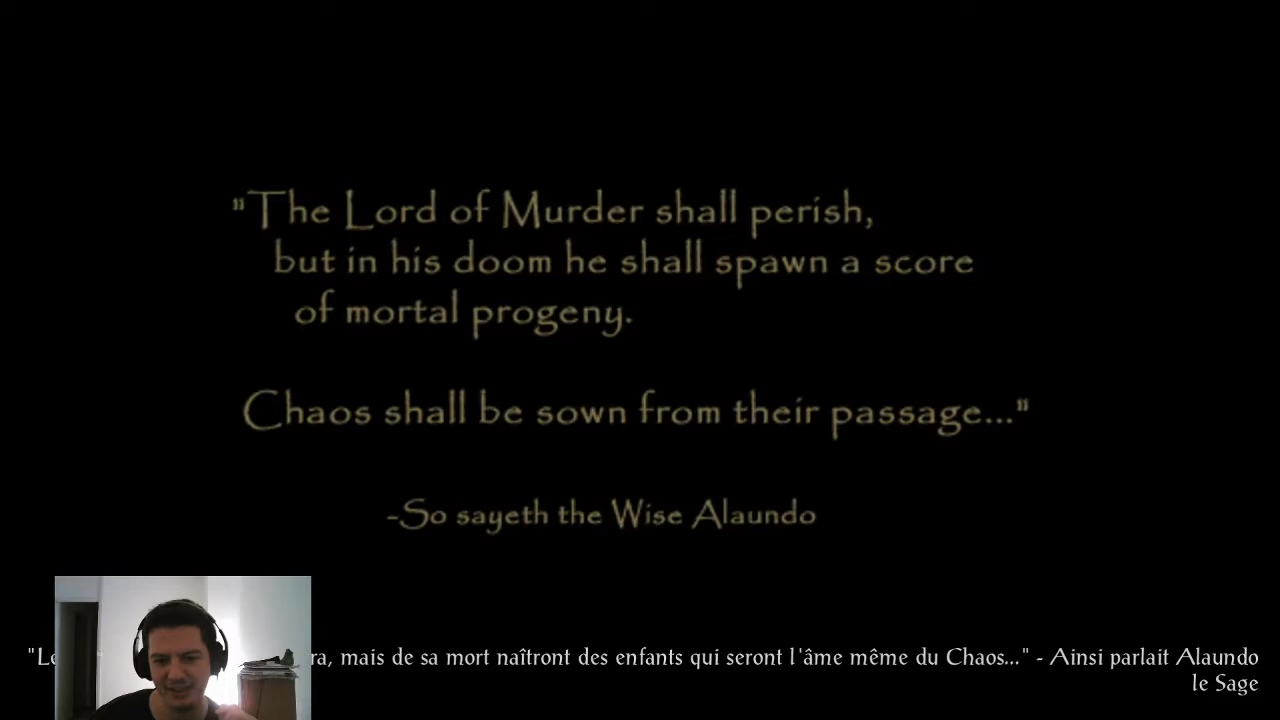 "The Lord of Murder shall perish,
but in his doom he shall spawn a score
of mortal progeny.
Chaos shall be sown from their passage..."
-So sayeth the Wise Alaundo
"Le mais de sa mort naîtront des enfants qui seront l'âme même du Chaos..." - Ainsi parlait Alaundo
le Sage